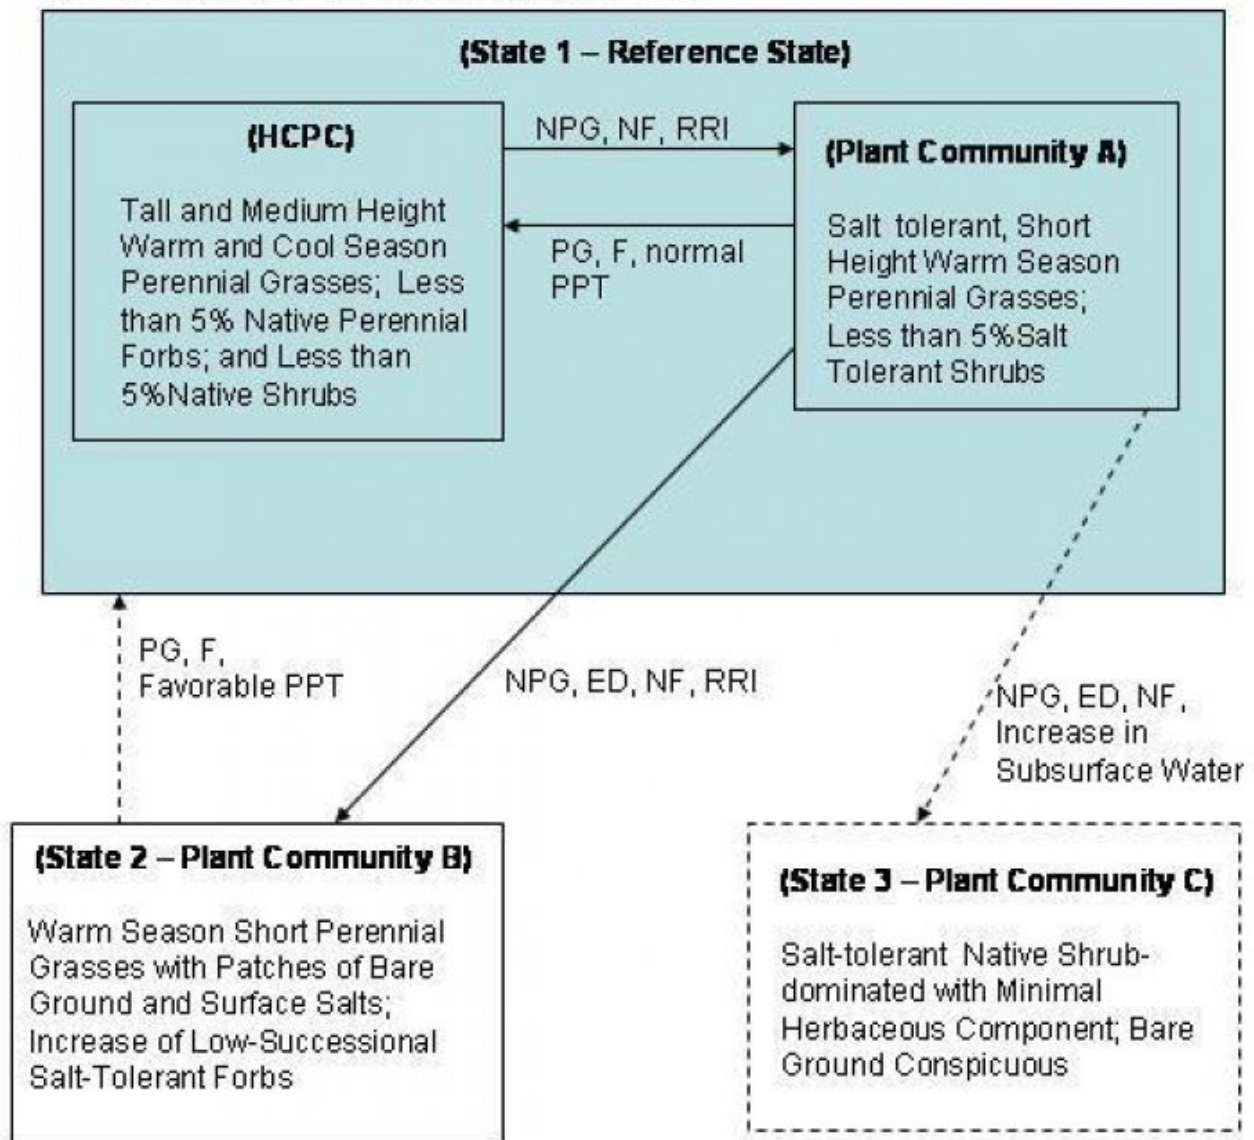 (State 1 – Reference State)
(HCPC)
Tall and Medium Height
Warm and Cool Season
Perennial Grasses; Less
than 5% Native Perennial
Forbs; and Less than
5%Native Shrubs
NPG, NF, RRI
PG, F, normal
PPT
(Plant Community A)
Salt tolerant, Short
Height Warm Season
Perennial Grasses;
Less than 5%Salt
Tolerant Shrubs
PG, F,
Favorable PPT
NPG, ED, NF, RRI
NPG, ED, NF,
Increase in
Subsurface Water
(State 2 – Plant Community B)
Warm Season Short Perennial
Grasses with Patches of Bare
Ground and Surface Salts;
Increase of Low-Successional
Salt-Tolerant Forbs
(State 3 – Plant Community C)
Salt-tolerant Native Shrub-
dominated with Minimal
Herbaceous Component; Bare
Ground Conspicuous